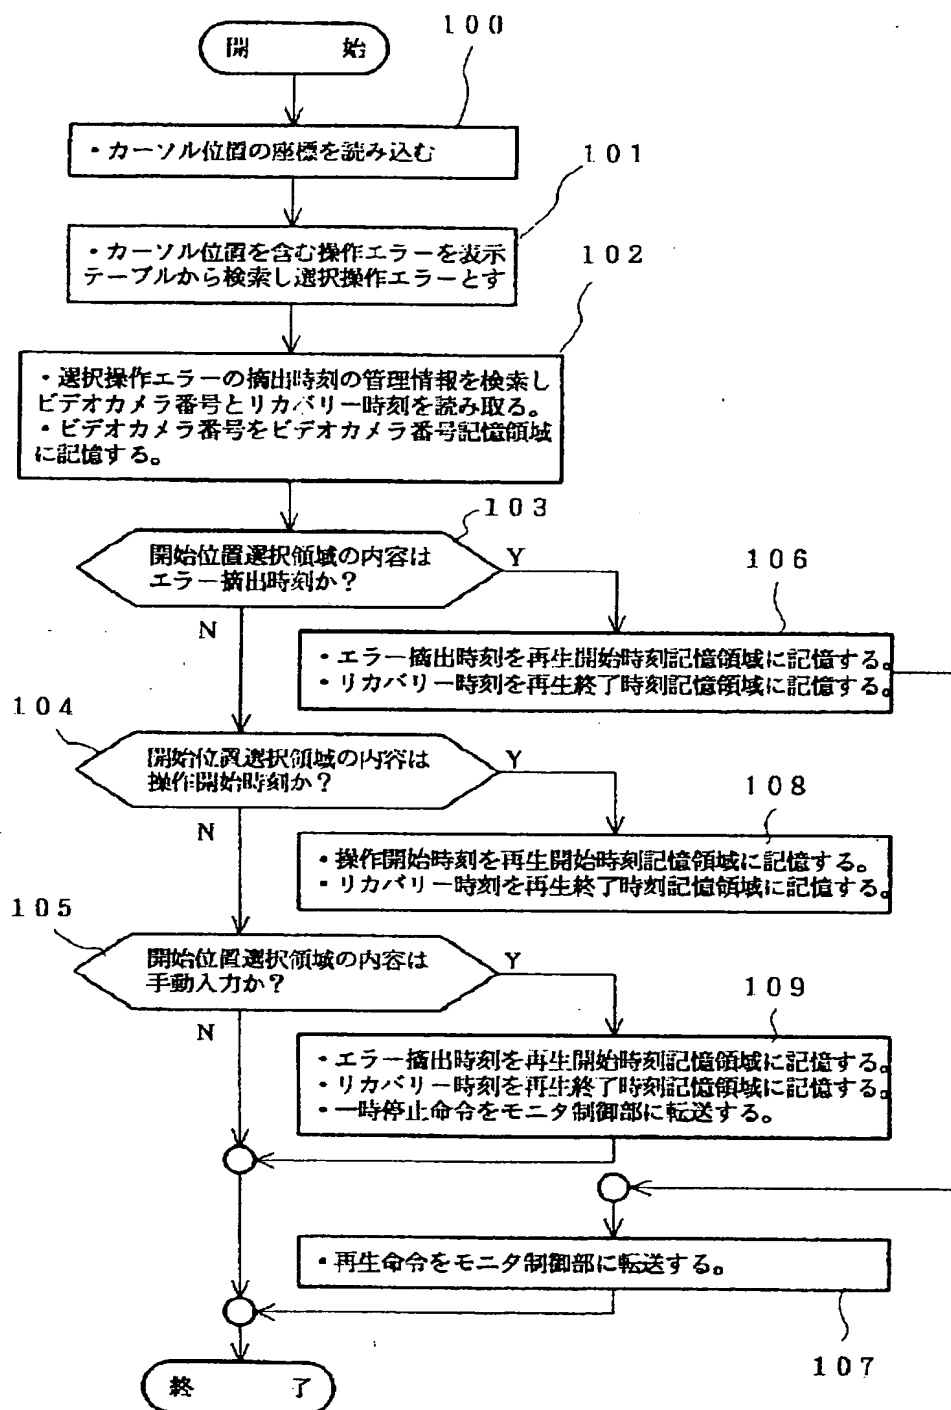 100
開 始
・カーソル位置の座標を読み込む
101
・カーソル位置を含む操作エラーを表示
テーブルから検索し選択操作エラーとす
102
・選択操作エラーの摘出時刻の管理情報を検索し
ビデオカメラ番号とリカバリー時刻を読み取る。
・ビデオカメラ番号をビデオカメラ番号記憶領域
に記憶する。
103
開始位置選択領域の内容は
エラー摘出時刻か?
Y
N
106
・エラー摘出時刻を再生開始時刻記憶領域に記憶する。
・リカバリー時刻を再生終了時刻記憶領域に記憶する。
104
開始位置選択領域の内容は
操作開始時刻か?
Y
N
108
・操作開始時刻を再生開始時刻記憶領域に記憶する。
・リカバリー時刻を再生終了時刻記憶領域に記憶する。
105
開始位置選択領域の内容は
手動入力か?
Y
N
109
・エラー摘出時刻を再生開始時刻記憶領域に記憶する。
・リカバリー時刻を再生終了時刻記憶領域に記憶する。
・一時停止命令をモニタ制御部に転送する。
・再生命令をモニタ制御部に転送する。
107
終 了